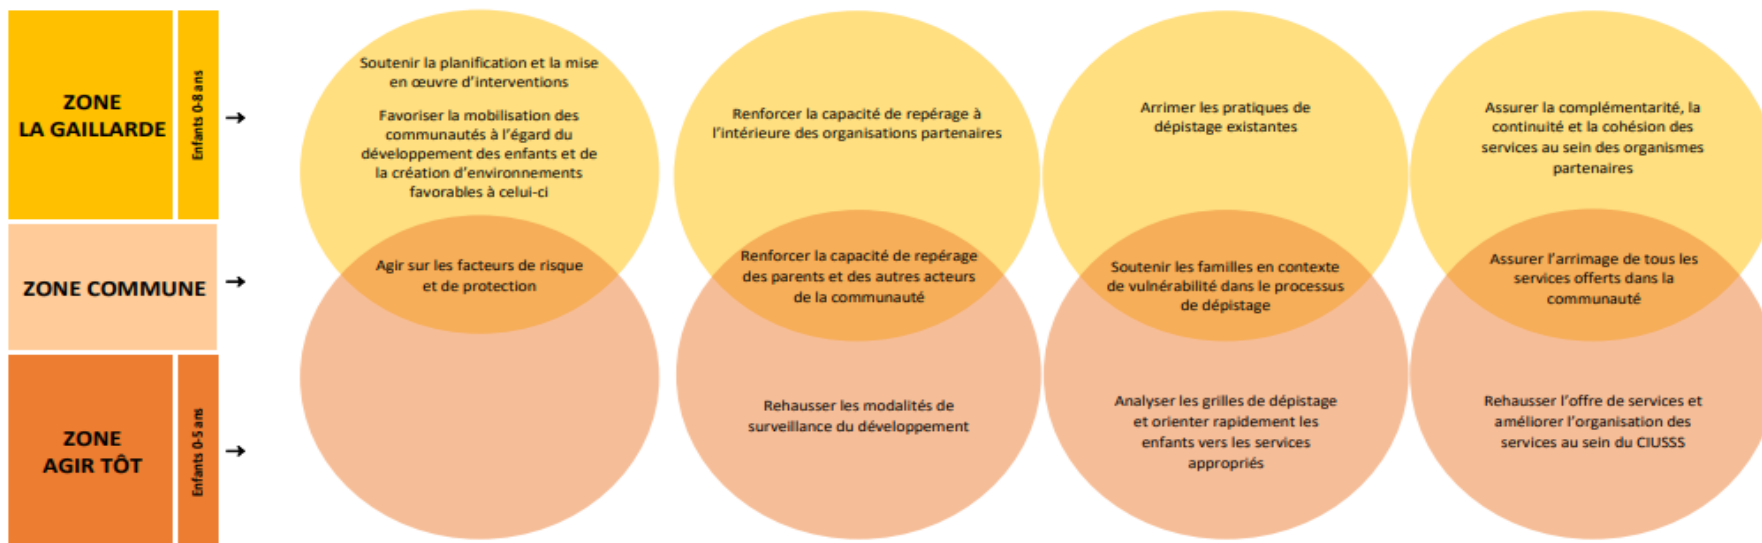 ZONE
LA GAILLARDE
Enfants 0-8 ans
→
Soutenir la planification et la mise
en œuvre d'interventions
Favoriser la mobilisation des
communautés à l'égard du
développement des enfants et de
la création d'environnements
favorables à celui-ci
Renforcer la capacité de repérage à
l'intérieure des organisations partenaires
Arrimer les pratiques de
dépistage existantes
Assurer la complémentarité, la
continuité et la cohésion des
services au sein des organismes
partenaires
ZONE COMMUNE
→
Agir sur les facteurs de risque
et de protection
Renforcer la capacité de repérage
des parents et des autres acteurs
de la communauté
Soutenir les familles en contexte
de vulnérabilité dans le processus
de dépistage
Assurer l'arrimage de tous les
services offerts dans la
communauté
ZONE
AGIR TÔT
Enfants 0-5 ans
→
Rehausser les modalités de
surveillance du développement
Analyser les grilles de dépistage
et orienter rapidement les
enfants vers les services
appropriés
Rehausser l'offre de services et
améliorer l'organisation des
services au sein du CIUSSS